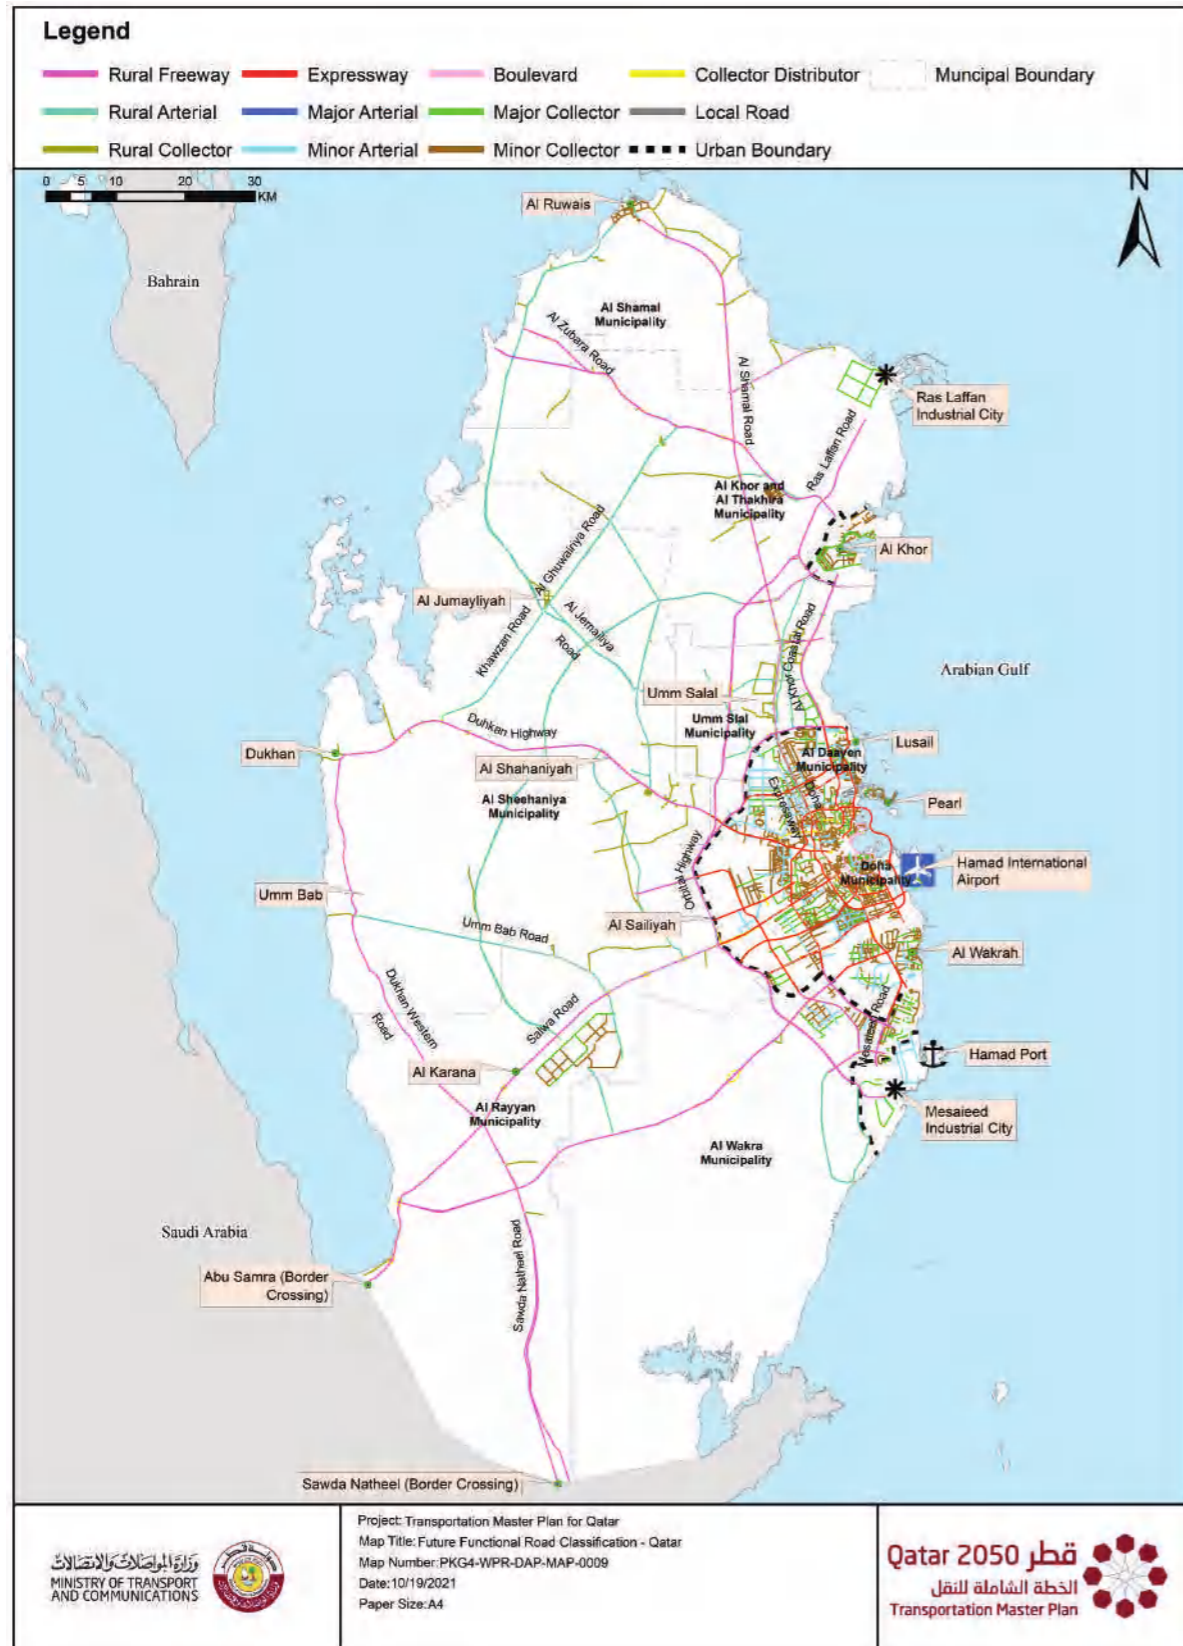 Legend
Rural Freeway
Expressway
Boulevard
Collector Distributor
Muncipal Boundary
Rural Arterial
Major Arterial
Major Collector
Local Road
Rural Collector
Minor Arterial
Minor Collector
Urban Boundary
0 5 10 20 30
KM
N
Al Ruwais
Bahrain
Al Shamal
Municipality
Al Zubara Road
Al Shamal Road
Ras Laffan
Industrial City
Ras Laffan Road
Al Khor and
Al Thakhira
Municipality
Al Khor
Al Ghuwairiya Road
Al Jumayliyah
Al Jemailiya
Road
Khawzan Road
Al Khor Coastal Road
Arabian Gulf
Umm Salal
Umm Slal
Municipality
Duhkan Highway
Lusail
Dukhan
Al Daayen
Municipality
Al Shahaniyah
Al Sheehaniya
Municipality
Doha
Expressway
Pearl
Orbital Highway
Doha
Municipality
Hamad International
Airport
Umm Bab
Al Sailiyah
Umm Bab Road
Al Wakrah
Dukhan Western
Road
Salwa Road
Mesaieed Road
Hamad Port
Al Karana
Al Rayyan
Municipality
Mesaieed
Industrial City
Al Wakra
Municipality
Saudi Arabia
Abu Samra (Border
Crossing)
Sawda Natheel Road
Sawda Natheel (Border Crossing)
وزارة المواصلات والاتصالات
MINISTRY OF TRANSPORT
AND COMMUNICATIONS
Project: Transportation Master Plan for Qatar
Map Title: Future Functional Road Classification - Qatar
Map Number: PKG4-WPR-DAP-MAP-0009
Date:10/19/2021
Paper Size:A4
Qatar 2050 قطر
الخطة الشاملة للنقل
Transportation Master Plan